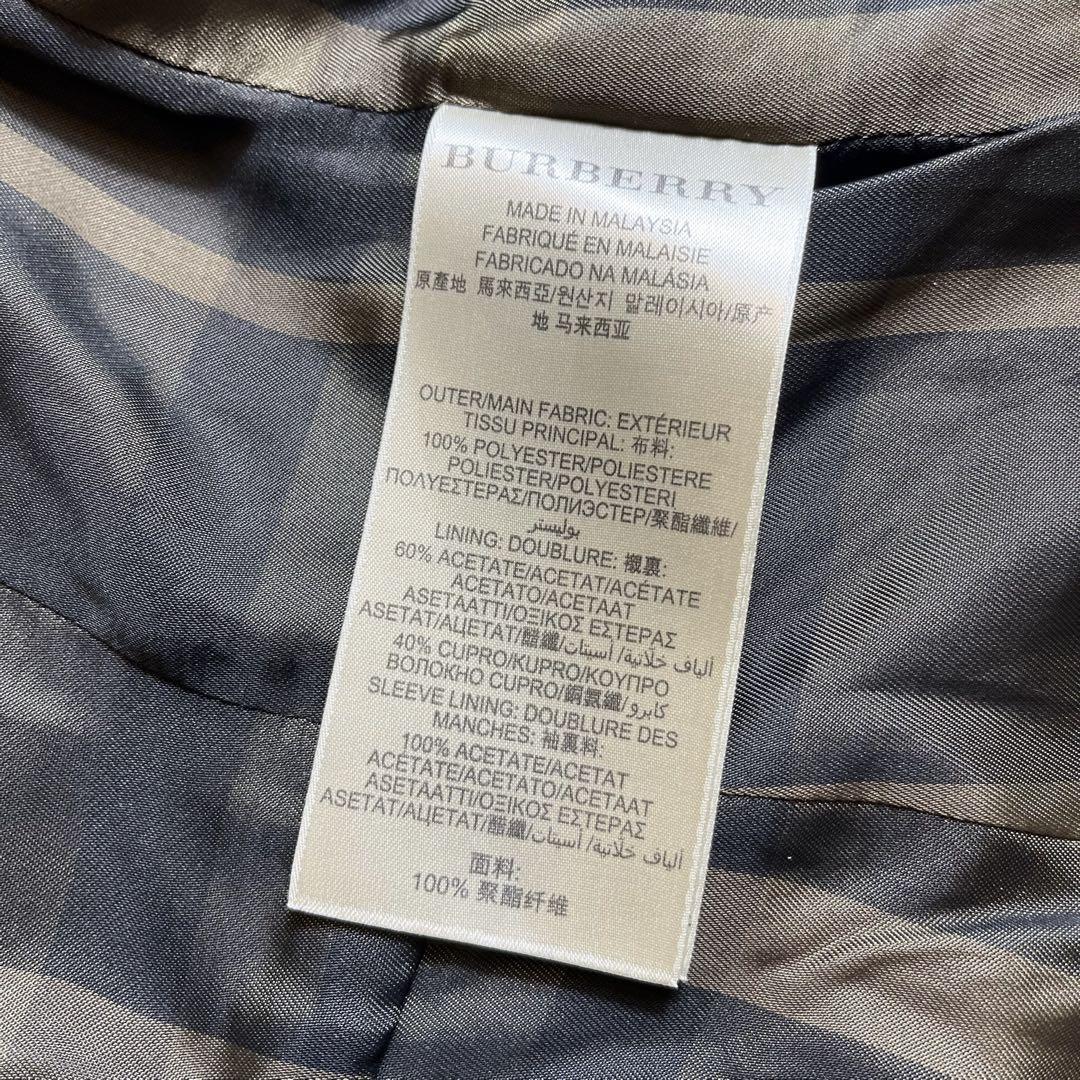 BURBERRY
MADE IN MALAYSIA
FABRIQUÉ EN MALAISIE
FABRICADO NA MALÁSIA
原產地 馬來西亞/원산지 말레이시아/原产
地 马来西亚
OUTER/MAIN FABRIC: EXTÉRIEUR
TISSU PRINCIPAL: 布料:
100% POLYESTER/POLIESTERE
POLIESTER/POLYESTERI
ΠΟΛΥΕΣΤΕΡΑΣ/ПОЛИЭСТЕР/聚酯纖維/
بوليستر
LINING: DOUBLURE: 襯裏:
60% ACETATE/ACETAT/ACÉTATE
ACETATO/ACETAAT
ASETAATTI/ΟΞΙΚΟΣ ΕΣΤΕΡΑΣ
ASETAT/АЦЕТАТ/醋纖/ألياف خلاتية/ أسيتات
40% CUPRO/KUPRO/ΚΟΥΠΡΟ
ВОЛОКНО CUPRO/銅氨纖/كابرو
SLEEVE LINING: DOUBLURE DES
MANCHES: 袖裏料:
100% ACETATE/ACETAT
ACÉTATE/ACETATO/ACETAAT
ASETAATTI/ΟΞΙΚΟΣ ΕΣΤΕΡΑΣ
ASETAT/АЦЕТАТ/醋纖/ألياف خلاتية/ أسيتات
面料:
100% 聚酯纤维